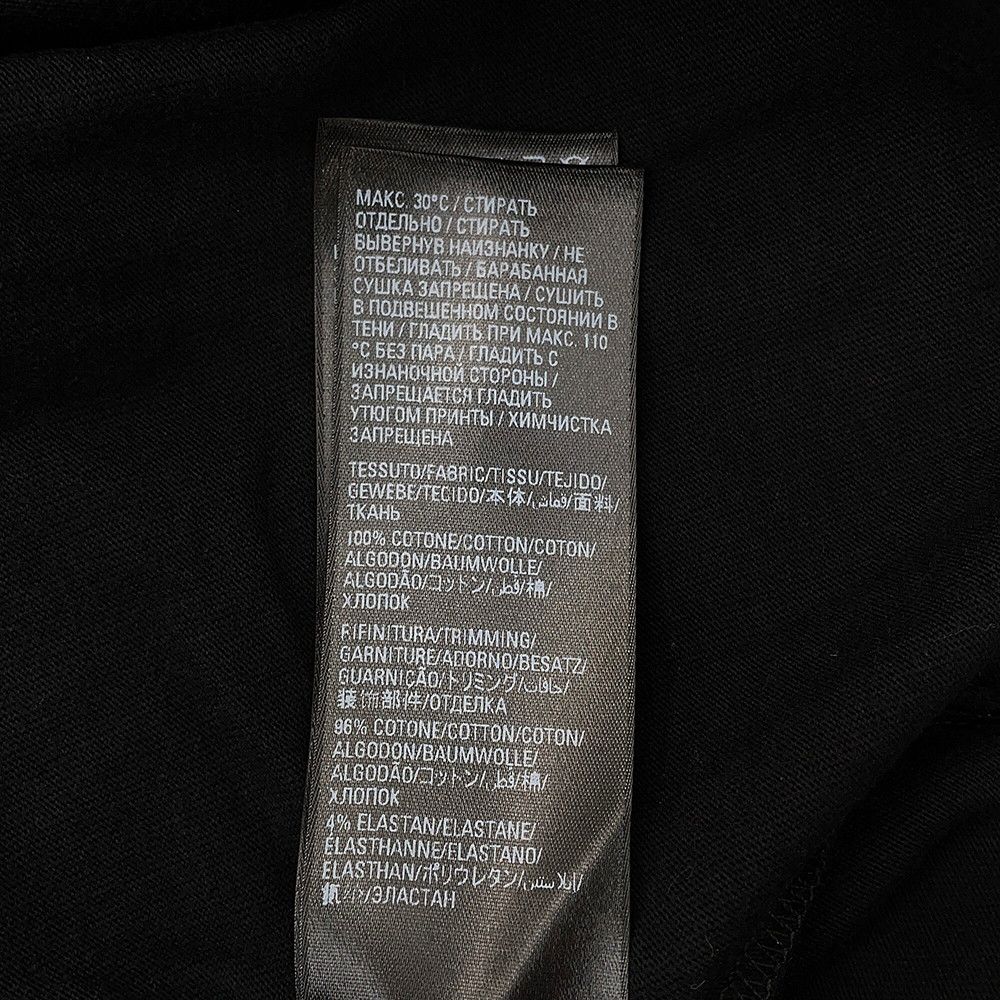 МАКС. 30°C / СТИРАТЬ
ОТДЕЛЬНО / СТИРАТЬ
ВЫВЕРНУВ НАИЗНАНКУ / НЕ
ОТБЕЛИВАТЬ / БАРАБАННАЯ
СУШКА ЗАПРЕЩЕНА / СУШИТЬ
В ПОДВЕШЕННОМ СОСТОЯНИИ В
ТЕНИ / ГЛАДИТЬ ПРИ МАКС. 110
°C БЕЗ ПАРА / ГЛАДИТЬ С
ИЗНАНОЧНОЙ СТОРОНЫ /
ЗАПРЕЩАЕТСЯ ГЛАДИТЬ
УТЮГОМ ПРИНТЫ / ХИМЧИСТКА
ЗАПРЕЩЕНА
TESSUTO/FABRIC/TISSU/TEJIDO/
GEWEBE/TECIDO/本体/قماش/面料/
ТКАНЬ
100% COTONE/COTTON/COTON/
ALGODON/BAUMWOLLE/
ALGODÃO/コットン/قطن/棉/
ХЛОПОК
RIFINITURA/TRIMMING/
GARNITURE/ADORNO/BESATZ/
GUARNIÇÃO/トリミング/حافات/
装饰部件/ОТДЕЛКА
96% COTONE/COTTON/COTON/
ALGODON/BAUMWOLLE/
ALGODÃO/コットン/قطن/棉/
ХЛОПОК
4% ELASTAN/ELASTANE/
ÉLASTHANNE/ELASTANO/
ELASTHAN/ポリウレタン/
/ЭЛАСТАН